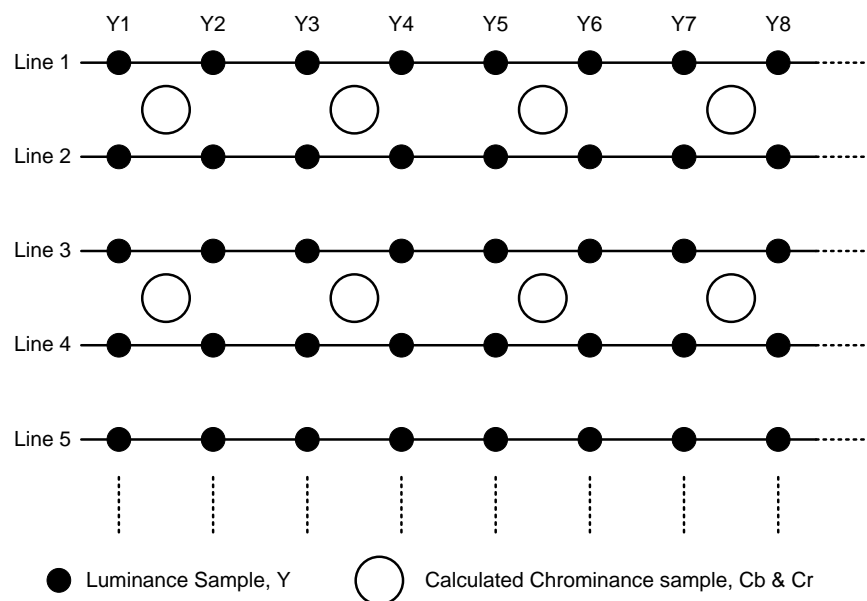 Y1 Y2 Y3 Y4 Y5 Y6 Y7 Y8
Line 1
Line 2
Line 3
Line 4
Line 5
Luminance Sample, Y
Calculated Chrominance sample, Cb & Cr